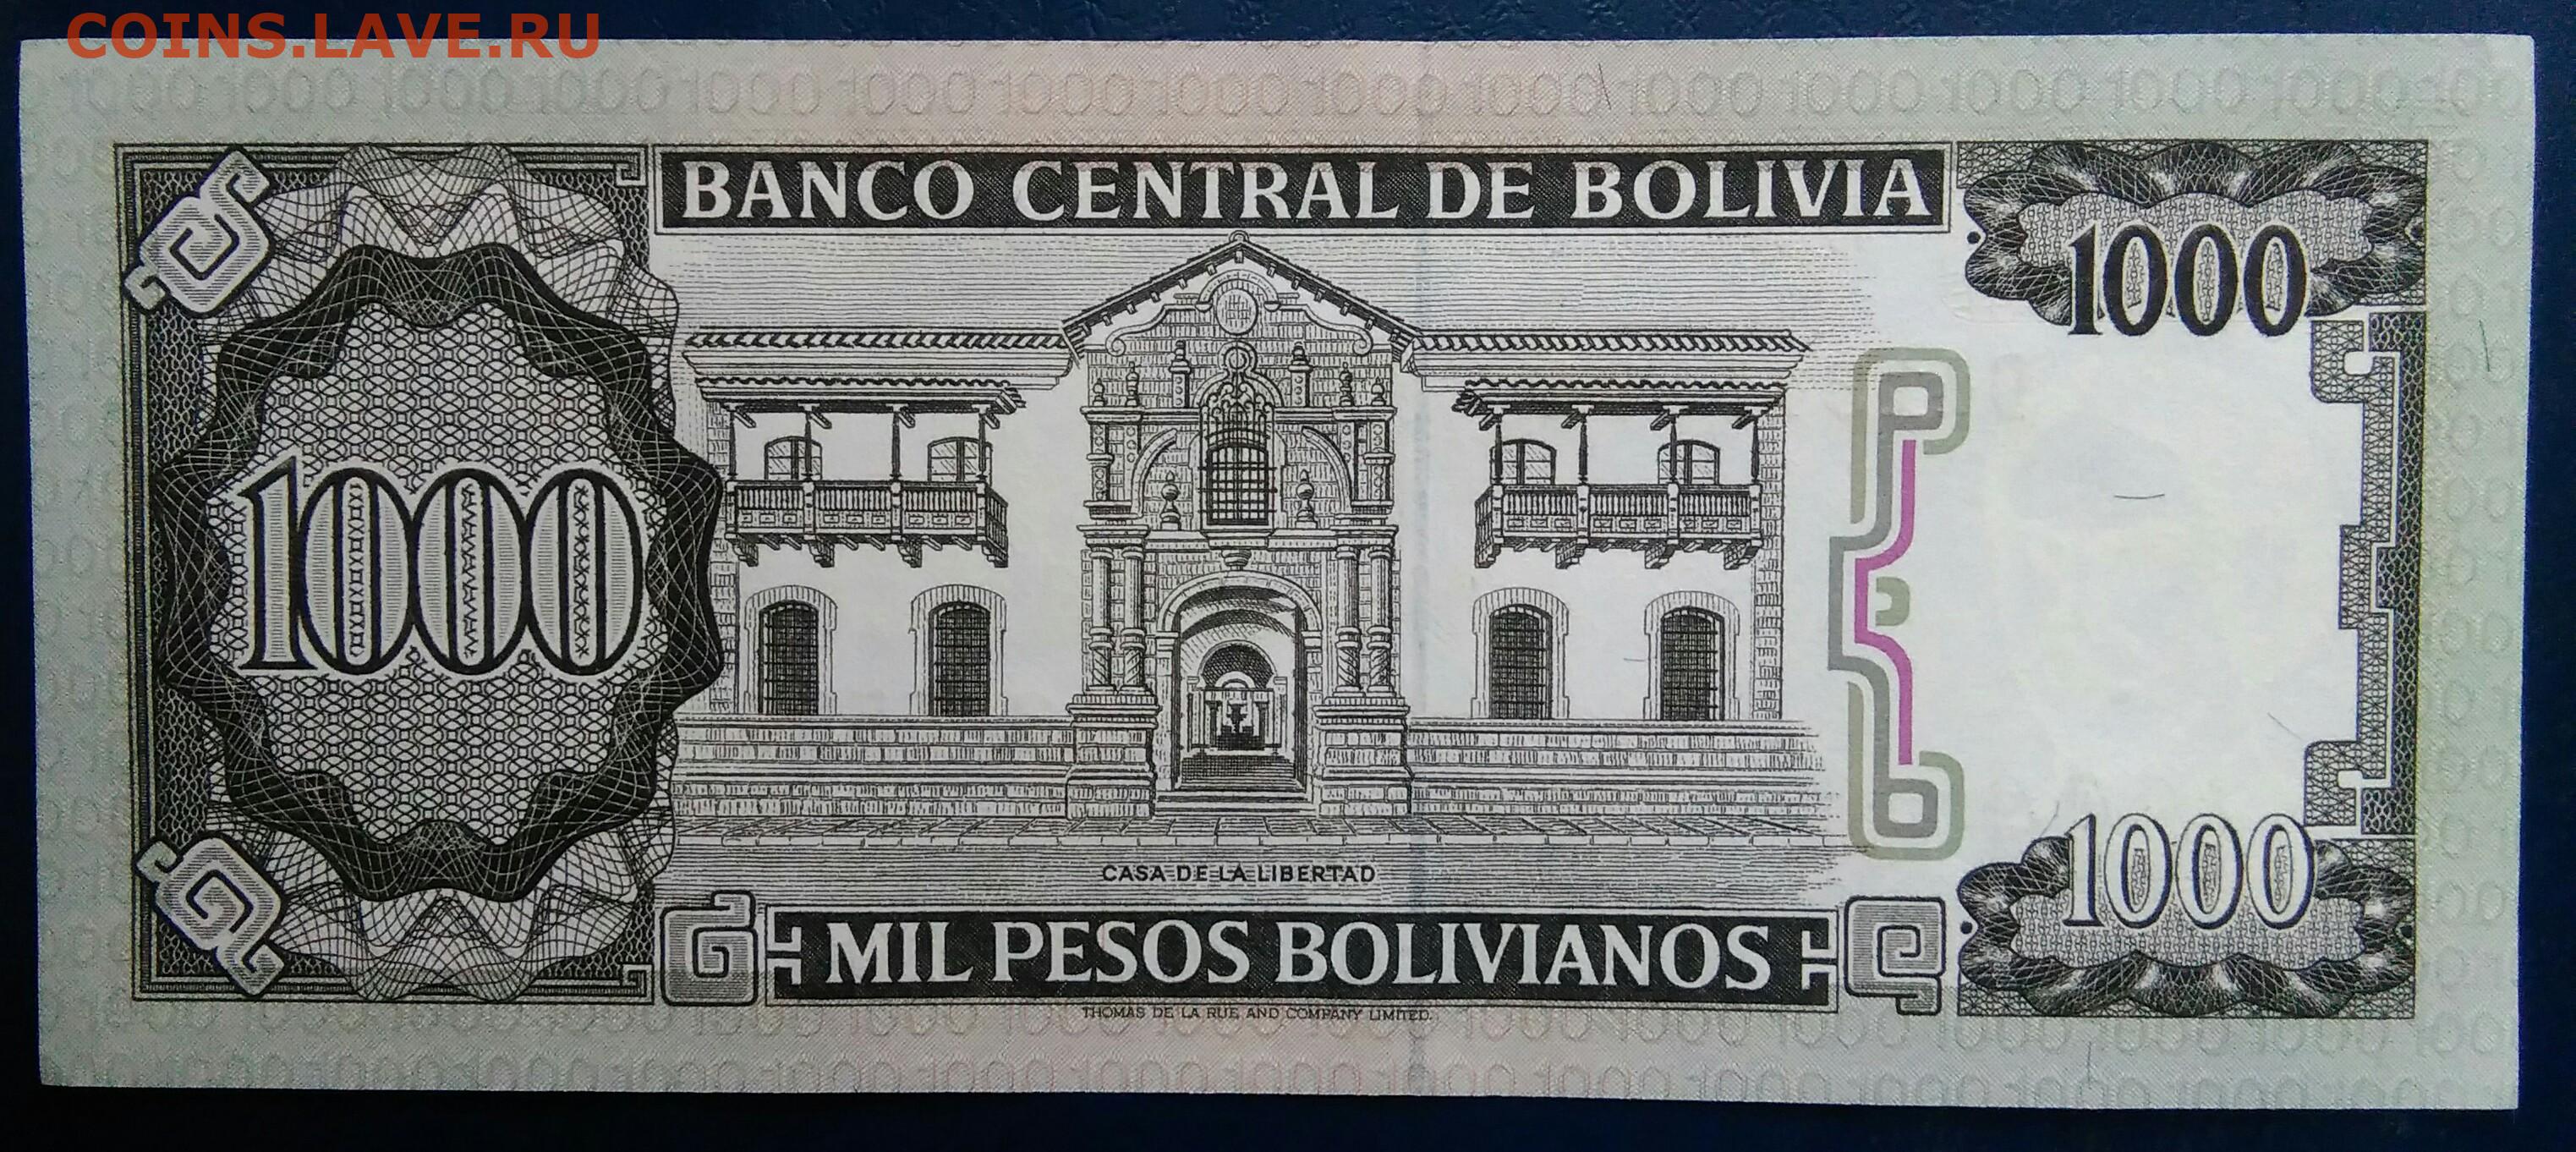 COINS.LAVE.RU
BANCO CENTRAL DE BOLIVIA
1000
1000
CASA DE LA LIBERTAD
1000
MIL PESOS BOLIVIANOS
THOMAS DE LA RUE AND COMPANY LIMITED.